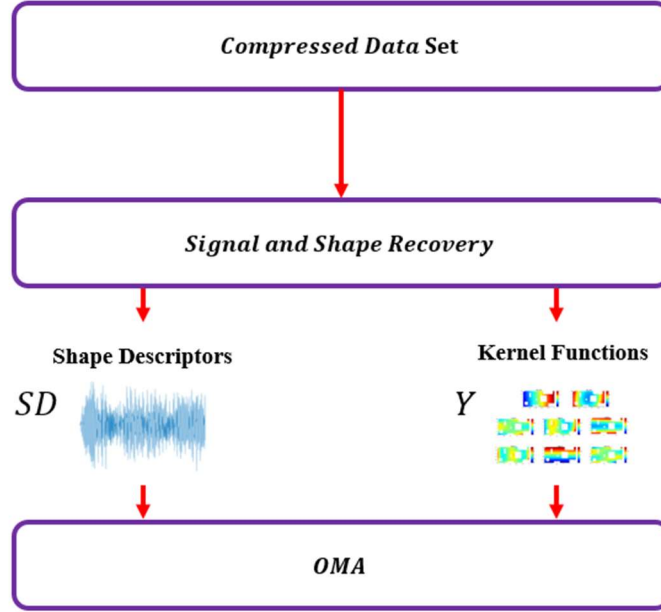 Compressed Data Set
Signal and Shape Recovery
Shape Descriptors
Kernel Functions
SD
Y
OMA